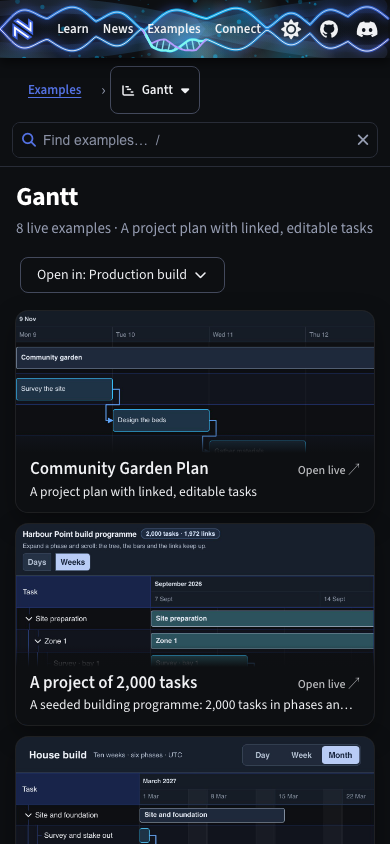 Learn News Examples Connect
Examples › Gantt
Find examples… /
Gantt
8 live examples · A project plan with linked, editable tasks
Open in: Production build
9 Nov
Mon 9 Tue 10 Wed 11 Thu 12
Community garden
Survey the site
Design the beds
Community Garden Plan
Open live ↗
A project plan with linked, editable tasks
Harbour Point build programme 2,000 tasks · 1,972 links
Expand a phase and scroll: the tree, the bars and the links keep up.
Days Weeks
Task
September 2026
7 Sept 14 Sept
Site preparation Site preparation
Zone 1 Zone 1
A project of 2,000 tasks
Open live ↗
A seeded building programme: 2,000 tasks in phases an…
House build Ten weeks · six phases · UTC Day Week Month
Task
March 2027
1 Mar 8 Mar 15 Mar 22 Mar
Site and foundation Site and foundation
Survey and stake out